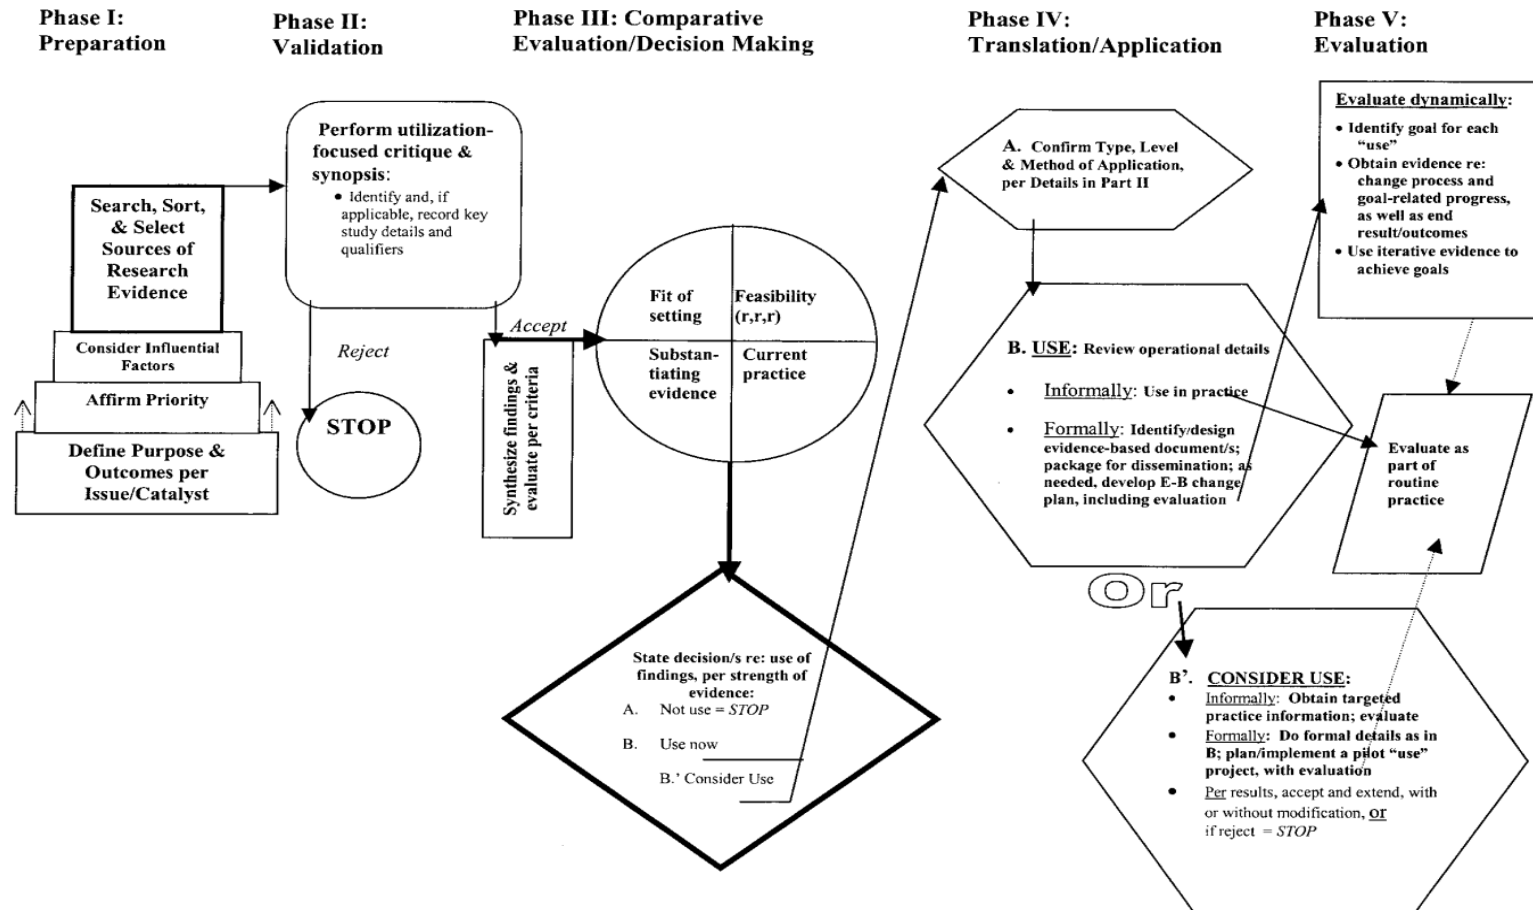 Phase I:
Preparation
Phase II:
Validation
Phase III: Comparative
Evaluation/Decision Making
Phase IV:
Translation/Application
Phase V:
Evaluation
Search, Sort,
& Select
Sources of
Research
Evidence
Consider Influential
Factors
Affirm Priority
Define Purpose &
Outcomes per
Issue/Catalyst
Perform utilization-
focused critique &
synopsis:
• Identify and, if
applicable, record key
study details and
qualifiers
Reject
STOP
Accept
Synthesize findings &
evaluate per criteria
Fit of
setting
Feasibility
(r,r,r)
Substan-
tiating
evidence
Current
practice
State decision/s re: use of
findings, per strength of
evidence:
A. Not use = STOP
B. Use now
B.' Consider Use
A. Confirm Type, Level
& Method of Application,
per Details in Part II
B. USE: Review operational details
• Informally: Use in practice
• Formally: Identify/design
evidence-based document/s;
package for dissemination; as
needed, develop E-B change
plan, including evaluation
Or
B’. CONSIDER USE:
• Informally: Obtain targeted
practice information; evaluate
• Formally: Do formal details as in
B; plan/implement a pilot “use”
project, with evaluation
• Per results, accept and extend, with
or without modification, or
if reject = STOP
Evaluate dynamically:
• Identify goal for each
“use”
• Obtain evidence re:
change process and
goal-related progress,
as well as end
result/outcomes
• Use iterative evidence to
achieve goals
Evaluate as
part of
routine
practice